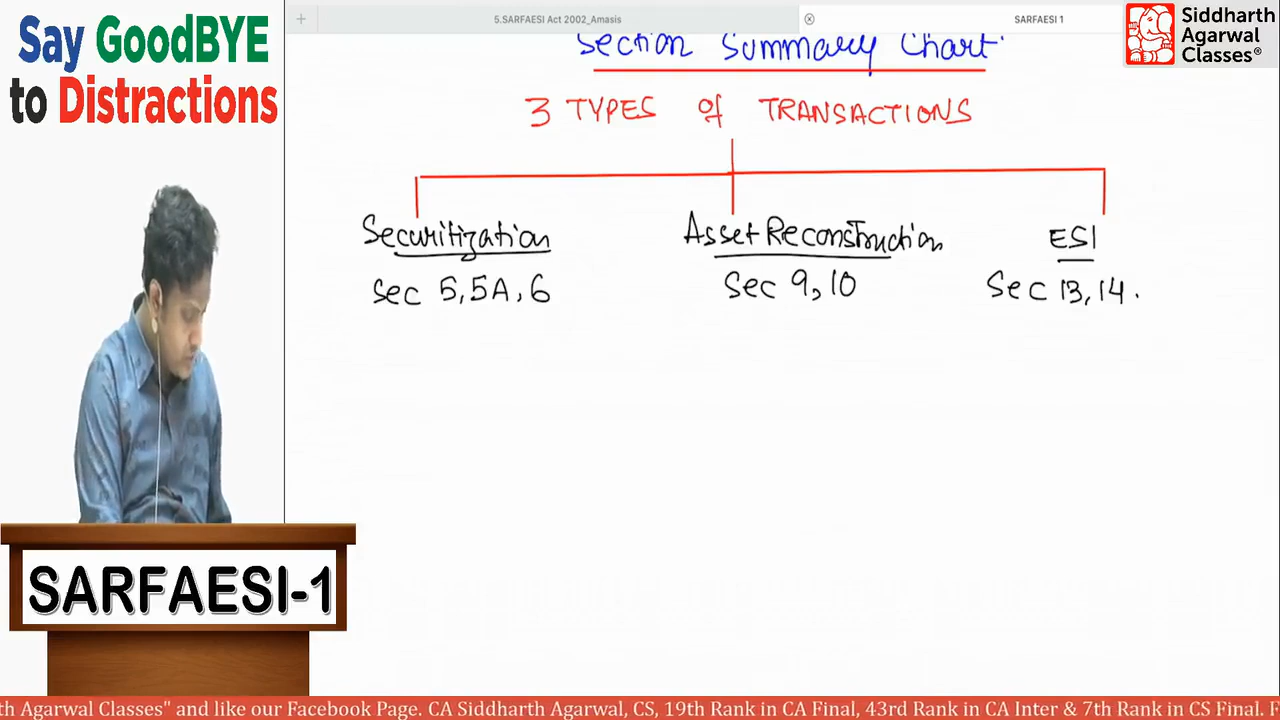 Say GoodBYE
to Distractions
5.SARFAESI Act 2002_Amasis
SARFAESI 1
Siddharth
Agarwal
Classes®
Section Summary Chart
3 TYPES of TRANSACTIONS
Securitization
Sec 5, 5A, 6
Asset Reconstruction
Sec 9, 10
ESI
Sec 13, 14.
SARFAESI-1
th Agarwal Classes" and like our Facebook Page. CA Siddharth Agarwal, CS, 19th Rank in CA Final, 43rd Rank in CA Inter & 7th Rank in CS Final. F